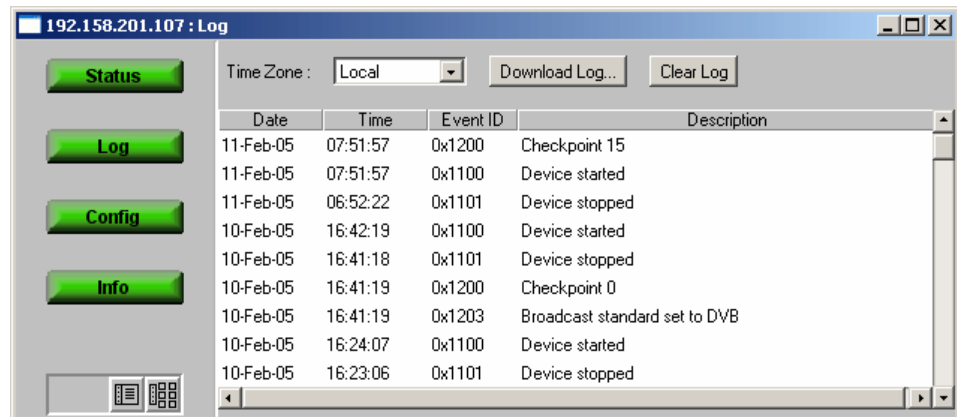 192.158.201.107 : Log
Status
Log
Config
Info
Time Zone : Local Download Log... Clear Log
Date Time Event ID Description
11-Feb-05 07:51:57 0x1200 Checkpoint 15
11-Feb-05 07:51:57 0x1100 Device started
11-Feb-05 06:52:22 0x1101 Device stopped
10-Feb-05 16:42:19 0x1100 Device started
10-Feb-05 16:41:18 0x1101 Device stopped
10-Feb-05 16:41:19 0x1200 Checkpoint 0
10-Feb-05 16:41:19 0x1203 Broadcast standard set to DVB
10-Feb-05 16:24:07 0x1100 Device started
10-Feb-05 16:23:06 0x1101 Device stopped